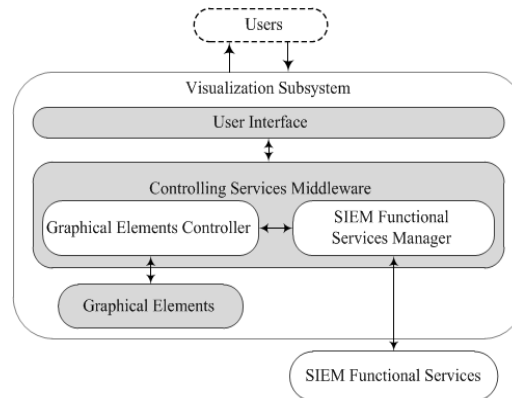 Users
Visualization Subsystem
User Interface
Controlling Services Middleware
Graphical Elements Controller
SIEM Functional
Services Manager
Graphical Elements
SIEM Functional Services